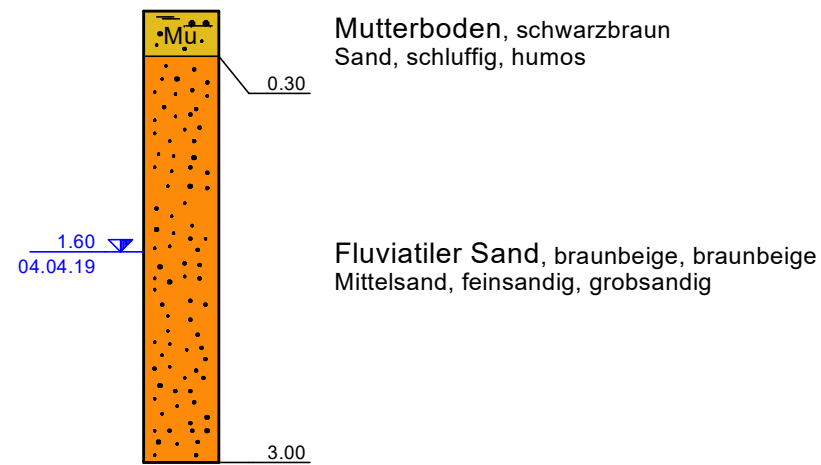 Mu
Mutterboden, schwarzbraun
Sand, schluffig, humos
0.30
1.60
04.04.19
Fluviatiler Sand, braunbeige, braunbeige
Mittelsand, feinsandig, grobsandig
3.00